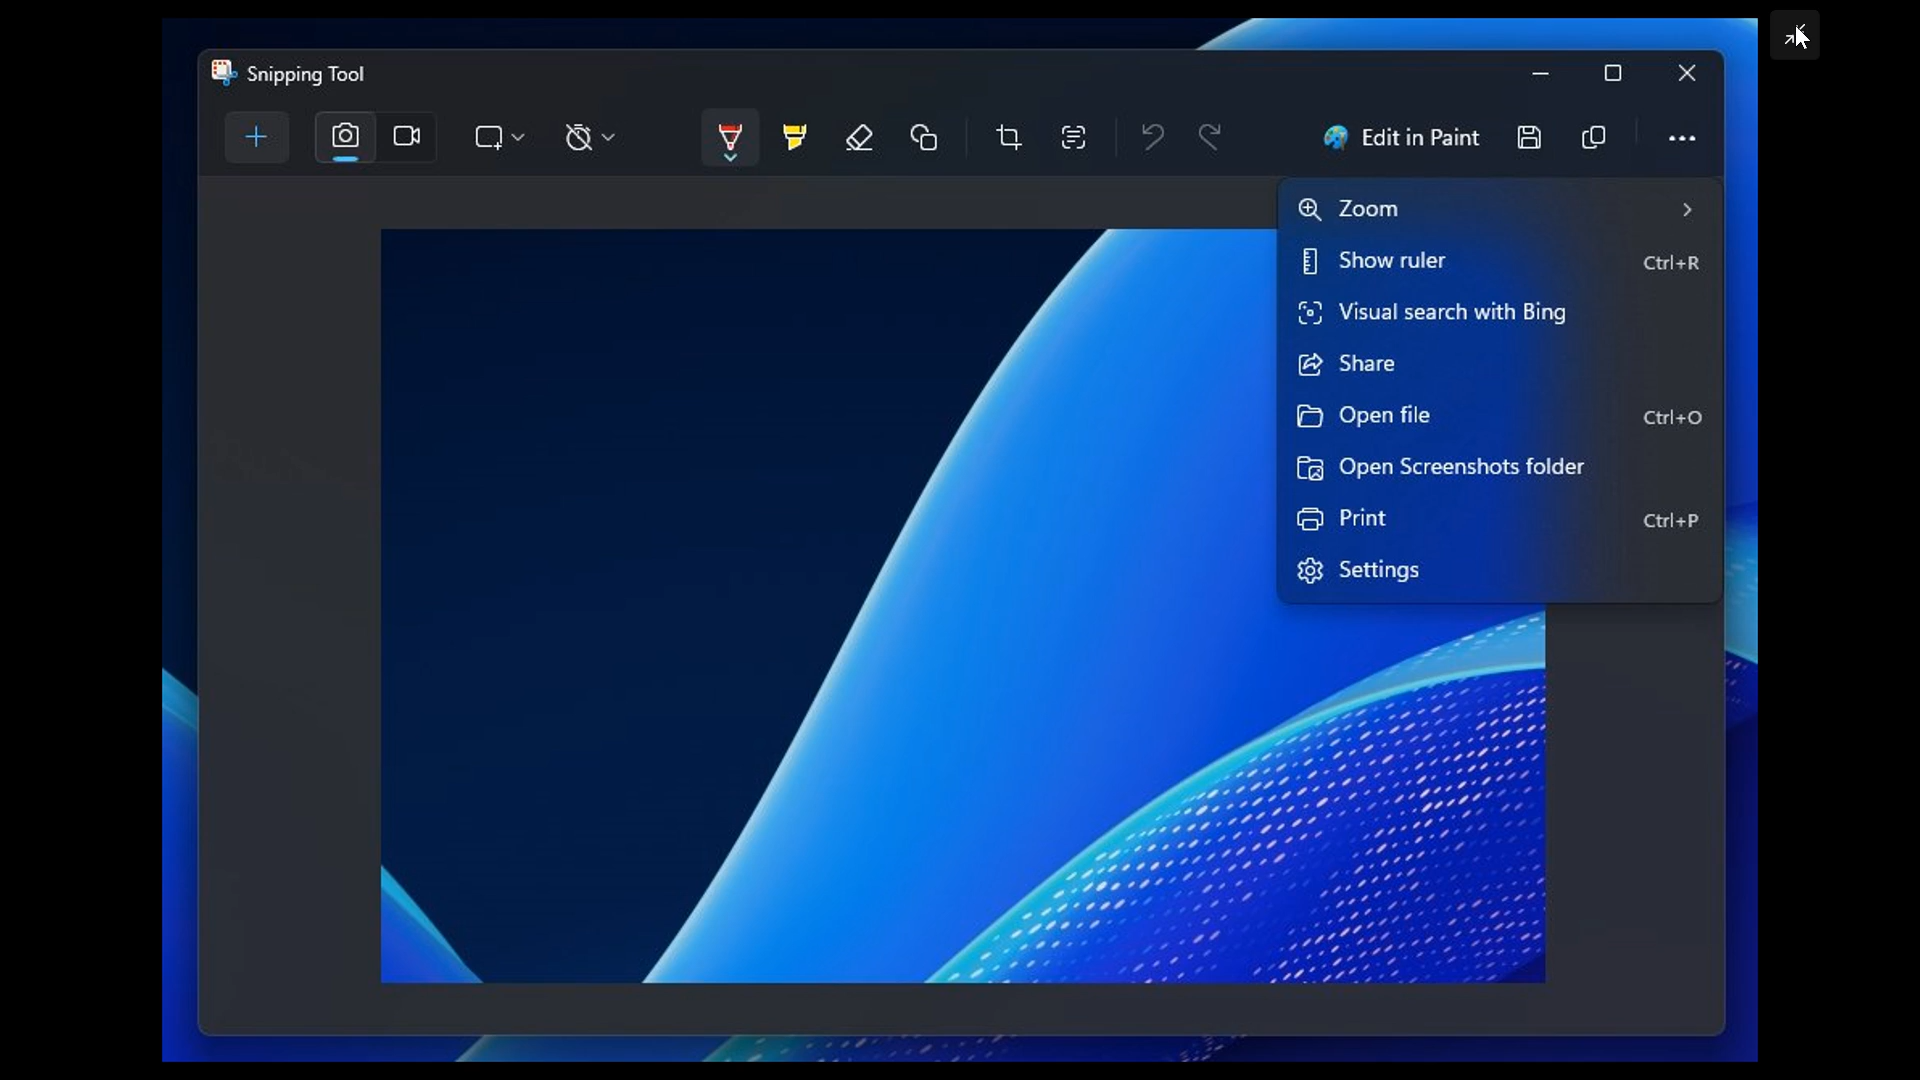 Snipping Tool
Edit in Paint
Zoom
Show ruler Ctrl+R
Visual search with Bing
Share
Open file Ctrl+O
Open Screenshots folder
Print Ctrl+P
Settings